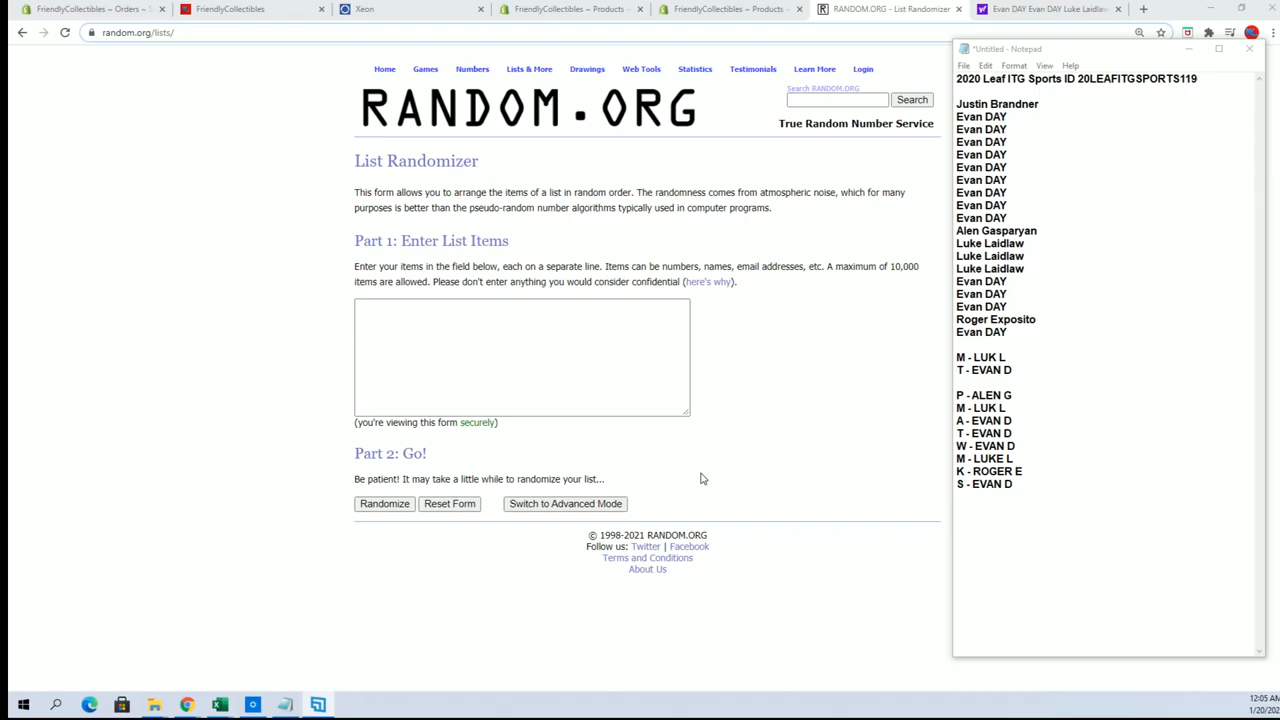 FriendlyCollectibles ~ Orders ~ S
FriendlyCollectibles
Xeon
FriendlyCollectibles ~ Products ~
FriendlyCollectibles ~ Products ~
RANDOM.ORG - List Randomizer
Evan DAY Evan DAY Luke Laidlaw
random.org/lists/
Home Games Numbers Lists & More Drawings Web Tools Statistics Testimonials Learn More Login
RANDOM.ORG
Search RANDOM.ORG
Search
True Random Number Service
List Randomizer
This form allows you to arrange the items of a list in random order. The randomness comes from atmospheric noise, which for many
purposes is better than the pseudo-random number algorithms typically used in computer programs.
Part 1: Enter List Items
Enter your items in the field below, each on a separate line. Items can be numbers, names, email addresses, etc. A maximum of 10,000
items are allowed. Please don't enter anything you would consider confidential (here's why).
(you're viewing this form securely)
Part 2: Go!
Be patient! It may take a little while to randomize your list...
Randomize Reset Form Switch to Advanced Mode
© 1998-2021 RANDOM.ORG
Follow us: Twitter | Facebook
Terms and Conditions
About Us
*Untitled - Notepad
File Edit Format View Help
2020 Leaf ITG Sports ID 20LEAFITGSPORTS119
Justin Brandner
Evan DAY
Evan DAY
Evan DAY
Evan DAY
Evan DAY
Evan DAY
Evan DAY
Evan DAY
Evan DAY
Alen Gasparyan
Luke Laidlaw
Luke Laidlaw
Luke Laidlaw
Evan DAY
Evan DAY
Evan DAY
Roger Exposito
Evan DAY
M - LUK L
T - EVAN D
P - ALEN G
M - LUK L
A - EVAN D
T - EVAN D
W - EVAN D
M - LUKE L
K - ROGER E
S - EVAN D
12:05 AM
1/20/202